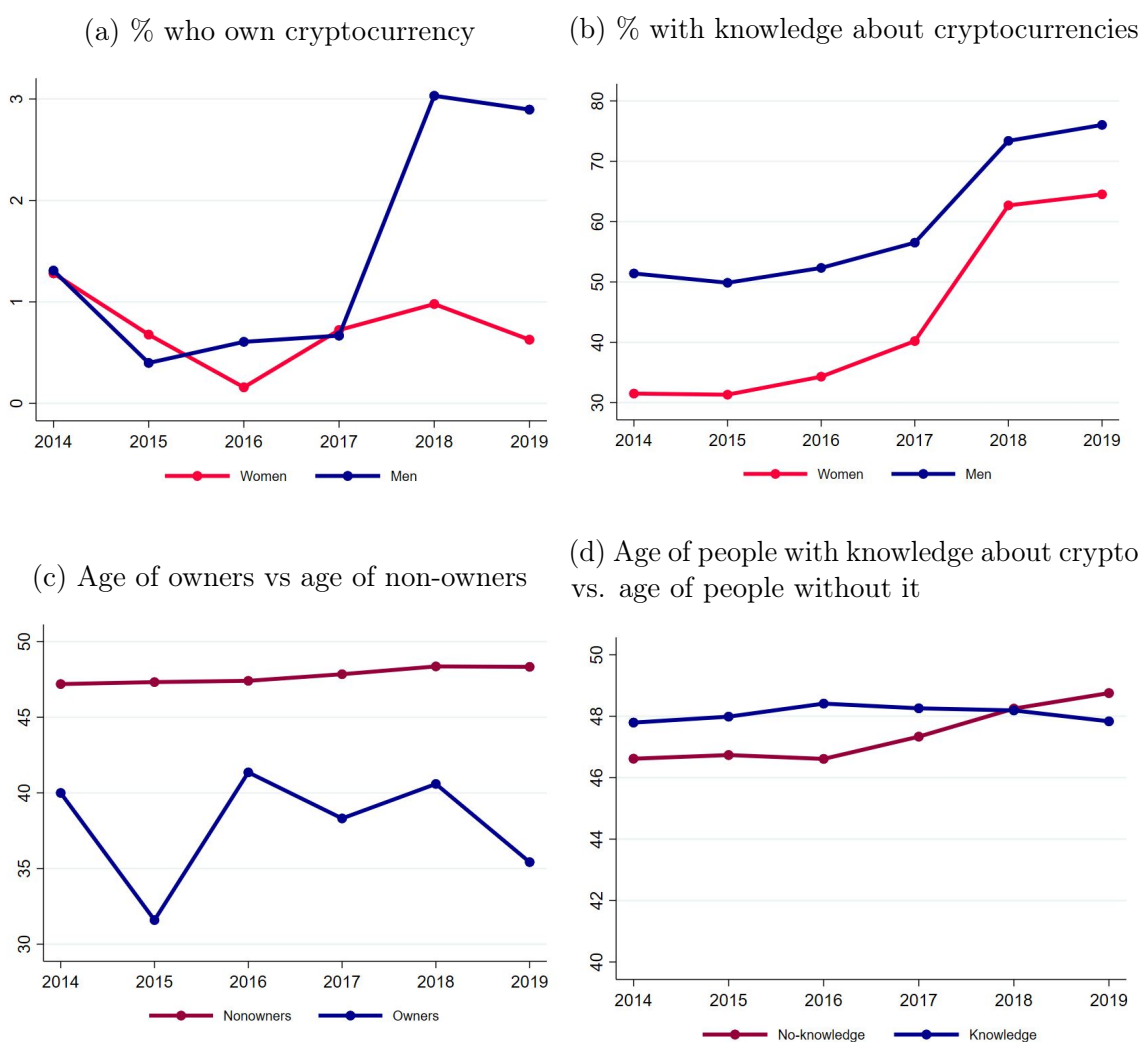 (a) % who own cryptocurrency
3
2
1
0
2014 2015 2016 2017 2018 2019
Women Men
(b) % with knowledge about cryptocurrencies
80
70
60
50
40
30
2014 2015 2016 2017 2018 2019
Women Men
(c) Age of owners vs age of non-owners
50
45
40
35
30
2014 2015 2016 2017 2018 2019
Nonowners Owners
(d) Age of people with knowledge about crypto
vs. age of people without it
50
48
46
44
42
40
2014 2015 2016 2017 2018 2019
No-knowledge Knowledge